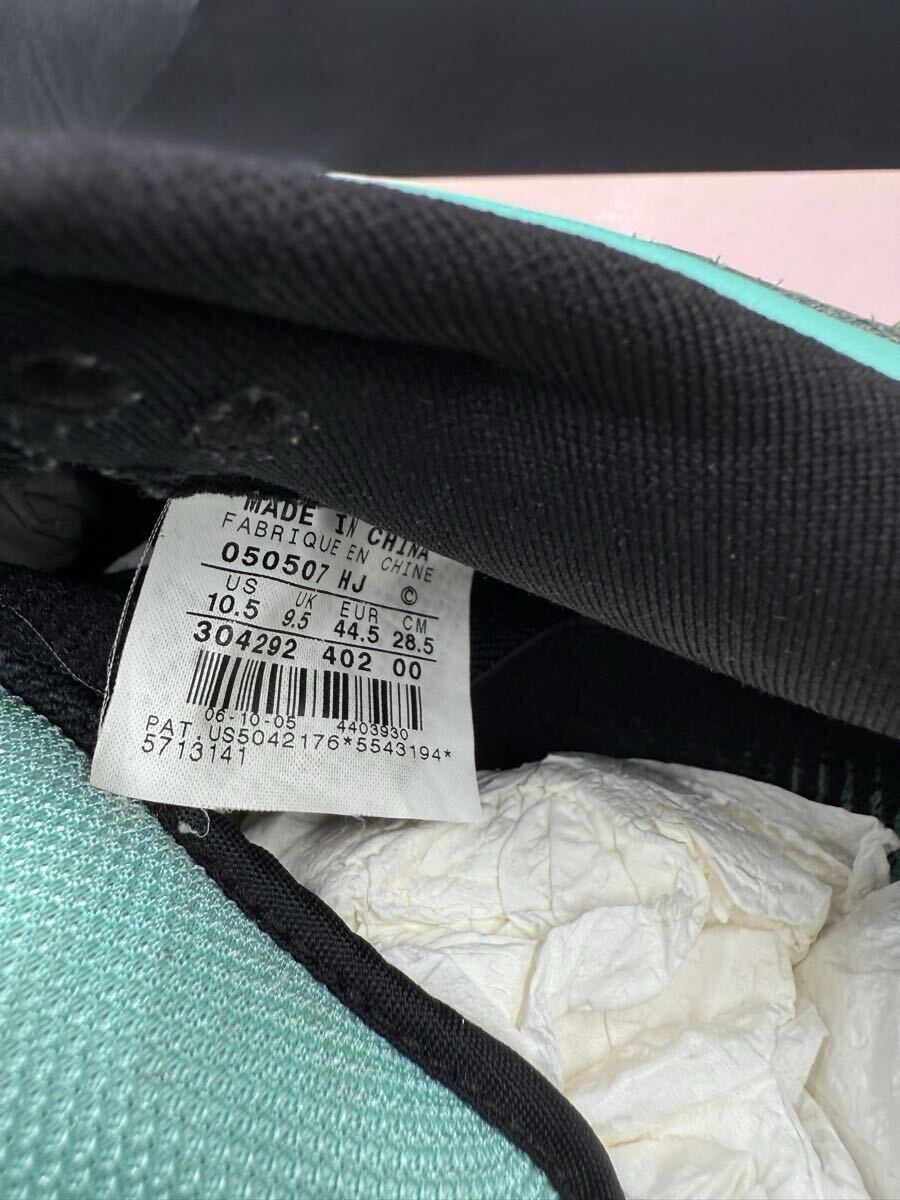 MADE IN CHINA
FABRIQUE EN CHINE
050507 HJ ©
US UK EUR CM
10.5 9.5 44.5 28.5
304292 402 00
06-10-05 4403930
PAT.US5042176*5543194*
5713141